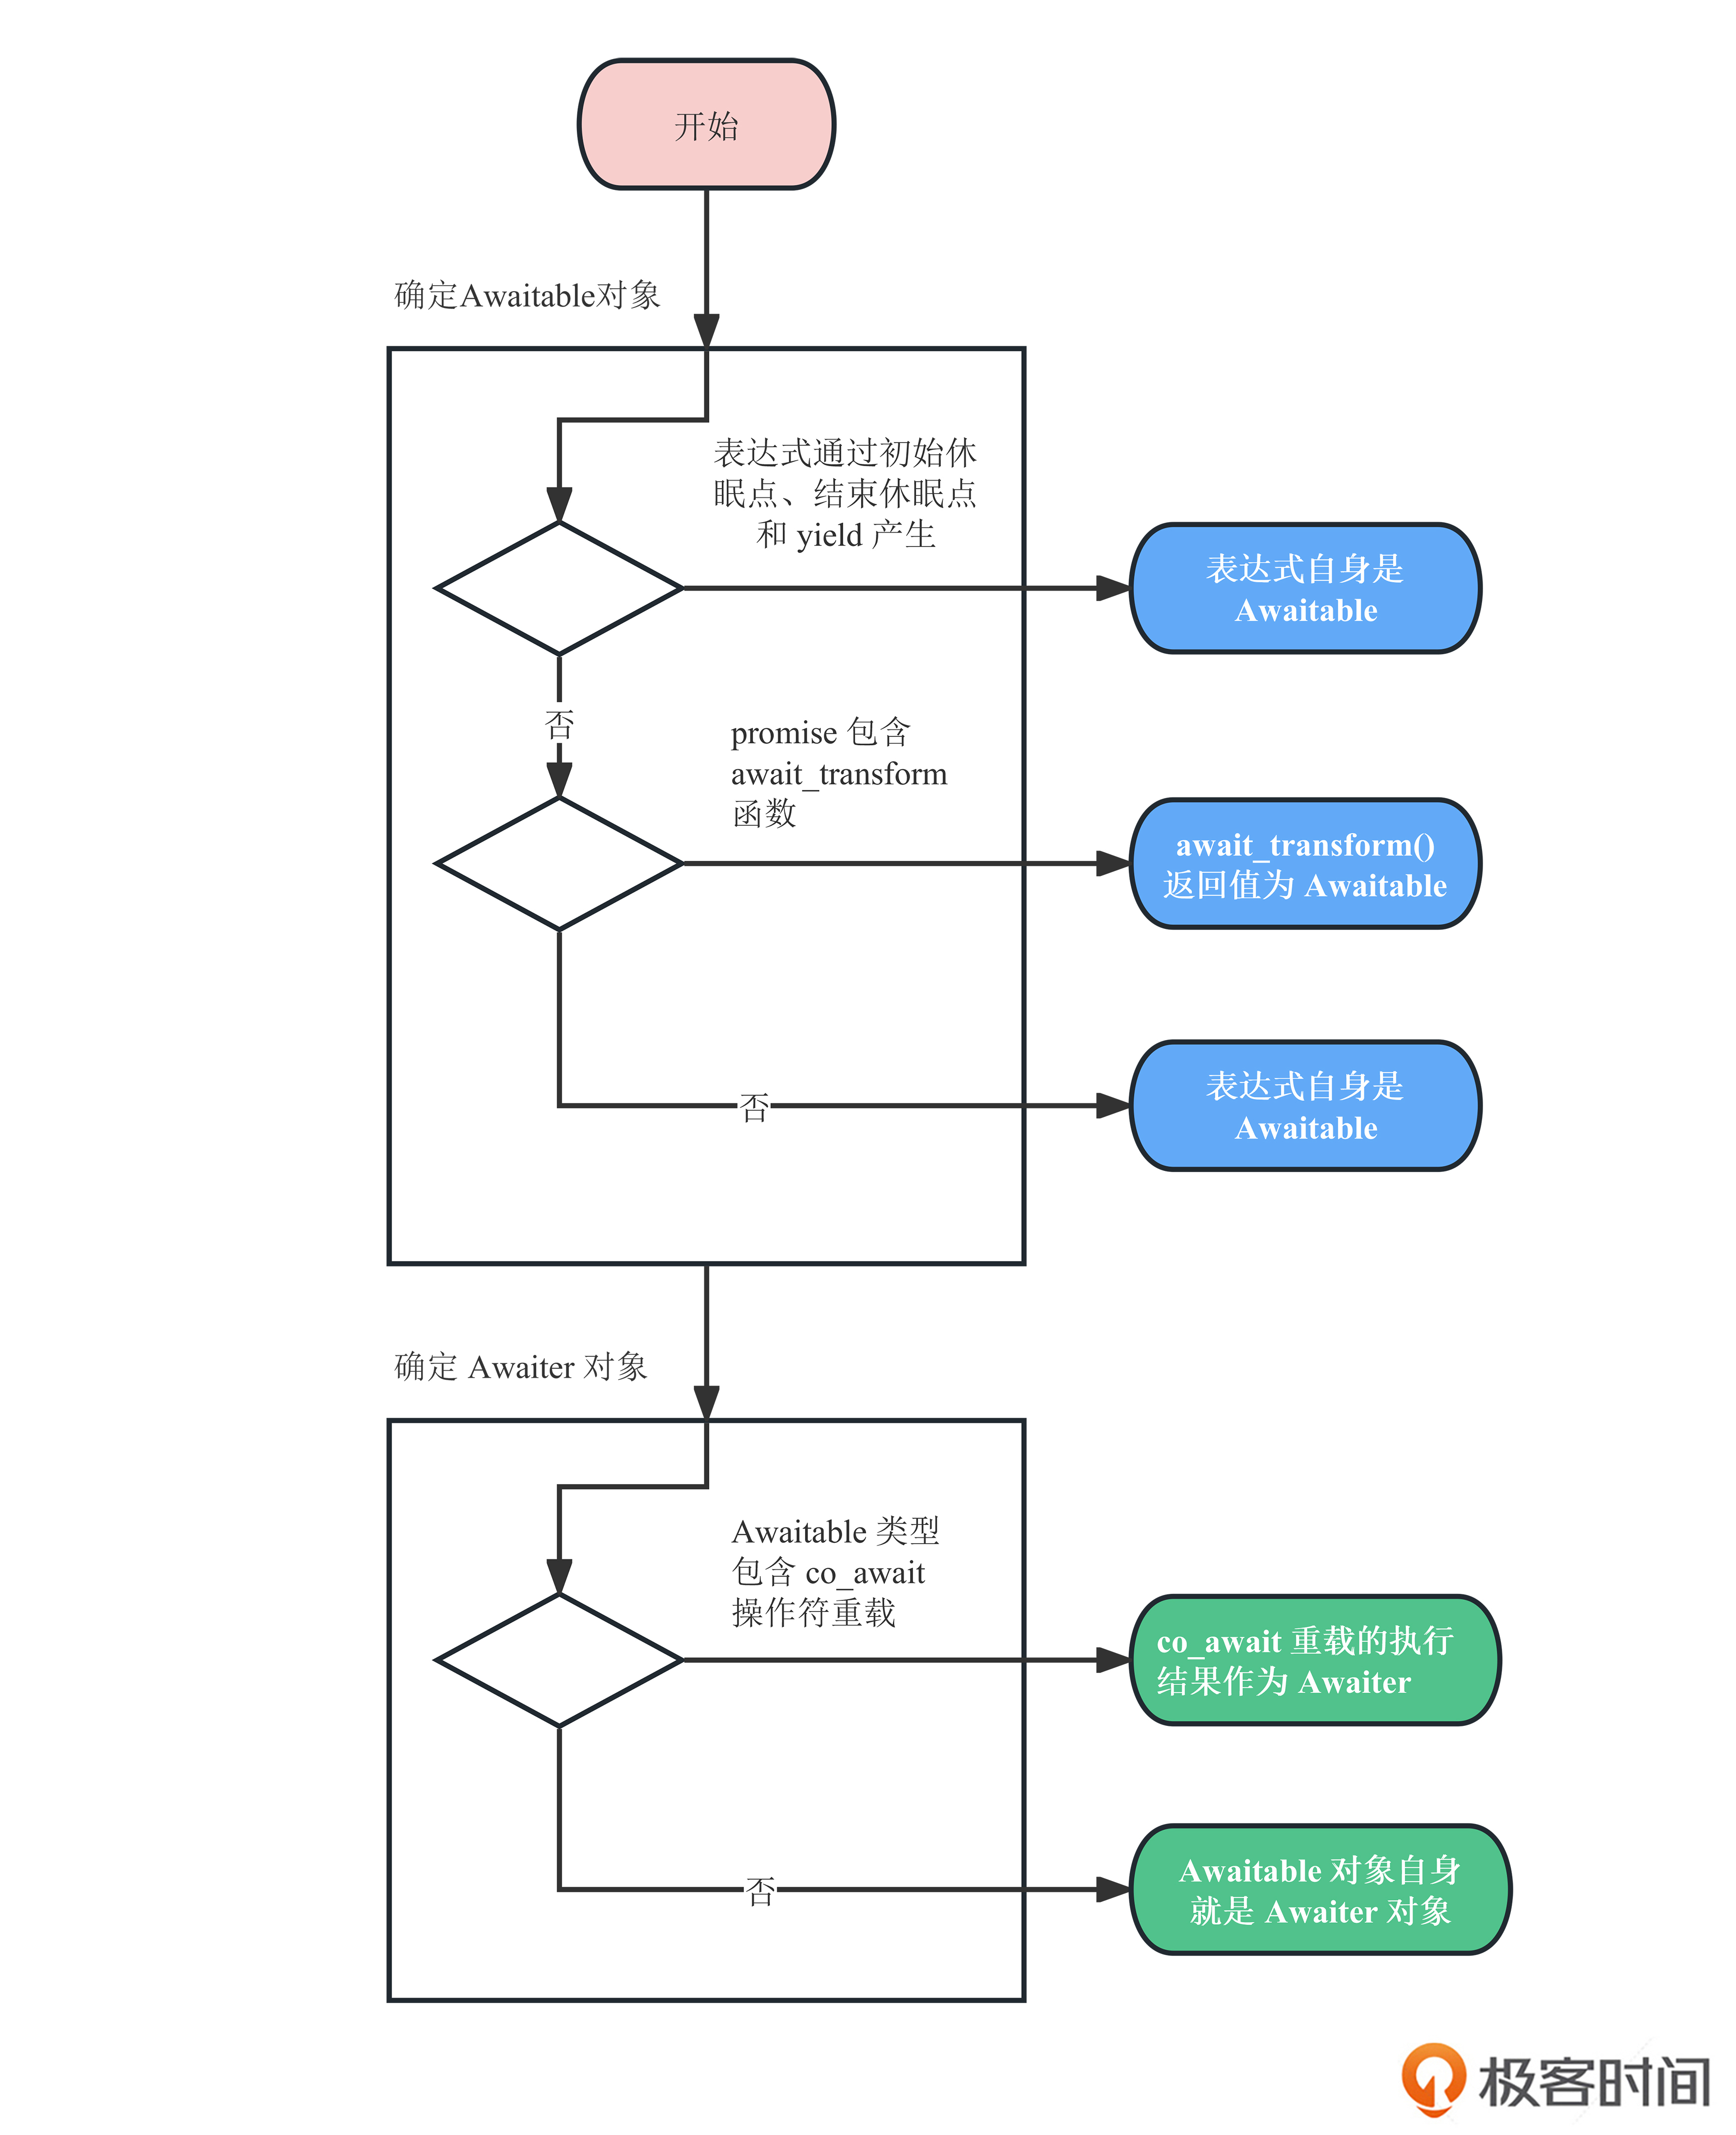 开始
确定Awaitable对象
表达式通过初始休
眠点、结束休眠点
和 yield 产生
表达式自身是
Awaitable
否
promise 包含
await_transform
函数
await_transform()
返回值为 Awaitable
表达式自身是
Awaitable
否
确定 Awaiter 对象
Awaitable 类型
包含 co_await
操作符重载
co_await 重载的执行
结果作为 Awaiter
Awaitable 对象自身
就是 Awaiter 对象
否
极客时间